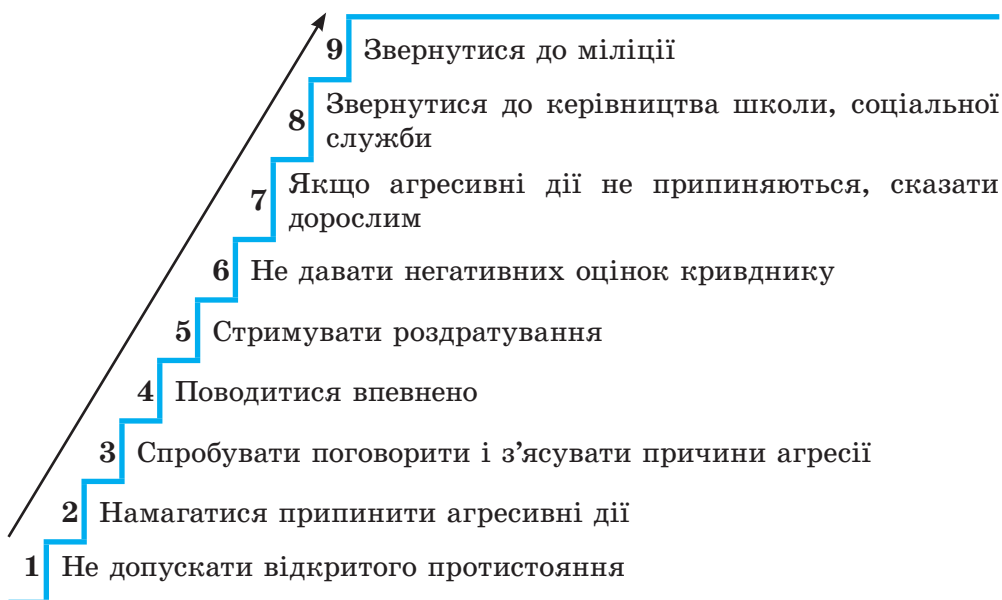 9 Звернутися до міліції
8 Звернутися до керівництва школи, соціальної
служби
7 Якщо агресивні дії не припиняються, сказати
дорослим
6 Не давати негативних оцінок кривднику
5 Стримувати роздратування
4 Поводитися впевнено
3 Спробувати поговорити і з’ясувати причини агресії
2 Намагатися припинити агресивні дії
1 Не допускати відкритого протистояння